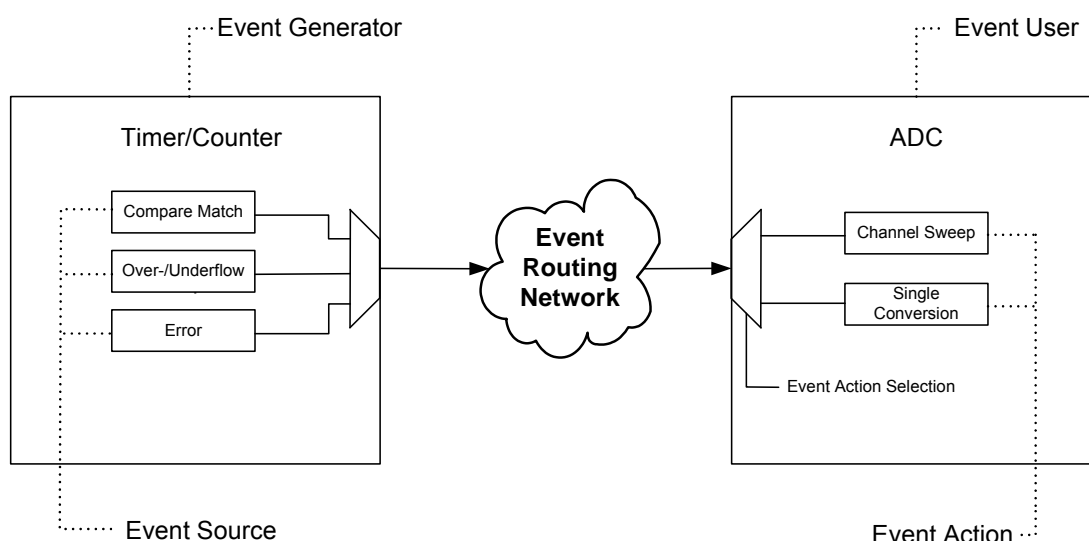 Event Generator
Event User
Timer/Counter
ADC
Compare Match
Over-/Underflow
Error
Event
Routing
Network
Channel Sweep
Single
Conversion
Event Action Selection
Event Source
Event Action